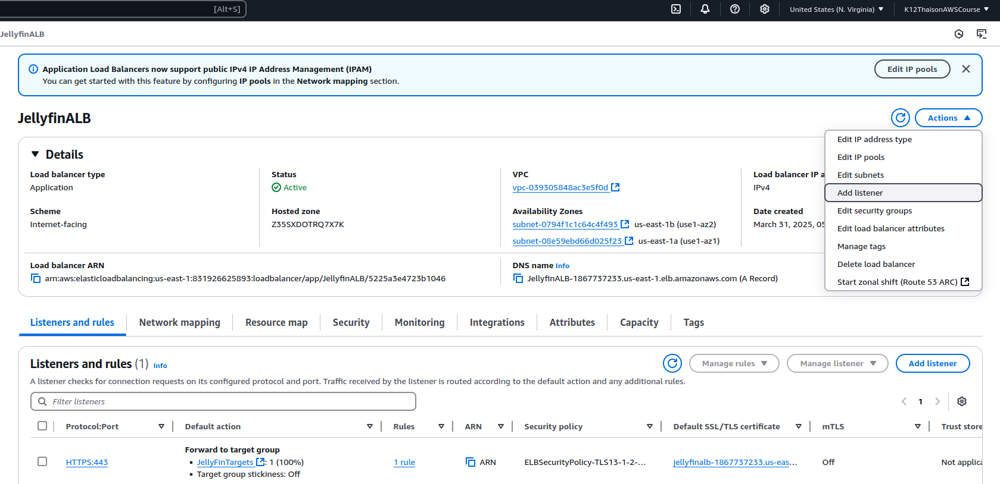 [Alt+S]
United States (N. Virginia)
K12ThaisonAWSCourse
JellyfinALB
Application Load Balancers now support public IPv4 IP Address Management (IPAM)
You can get started with this feature by configuring IP pools in the Network mapping section.
Edit IP pools
JellyfinALB
Actions
Edit IP address type
Edit IP pools
Edit subnets
Add listener
Edit security groups
Edit load balancer attributes
Manage tags
Delete load balancer
Start zonal shift (Route 53 ARC)
Details
Load balancer type
Application
Status
Active
VPC
vpc-039305848ac3e5f0d
Load balancer IP a
IPv4
Scheme
Internet-facing
Hosted zone
Z35SXDOTRQ7X7K
Availability Zones
subnet-0794f1c1c64c4f493 us-east-1b (use1-az2)
subnet-08e59ebd66d025f23 us-east-1a (use1-az1)
Date created
March 31, 2025, 05
Load balancer ARN
arn:aws:elasticloadbalancing:us-east-1:831926625893:loadbalancer/app/JellyfinALB/5225a3e4723b1046
DNS name Info
JellyfinALB-1867737233.us-east-1.elb.amazonaws.com (A Record)
Listeners and rules
Network mapping
Resource map
Security
Monitoring
Integrations
Attributes
Capacity
Tags
Listeners and rules (1) Info
Manage rules
Manage listener
Add listener
A listener checks for connection requests on its configured protocol and port. Traffic received by the listener is routed according to the default action and any additional rules.
Filter listeners
1
Protocol:Port
Default action
Rules
ARN
Security policy
Default SSL/TLS certificate
mTLS
Trust store
HTTPS:443
Forward to target group
• JellyFinTargets : 1 (100%)
• Target group stickiness: Off
1 rule
ARN
ELBSecurityPolicy-TLS13-1-2-...
jellyfinalb-1867737233.us-eas...
Off
Not applica